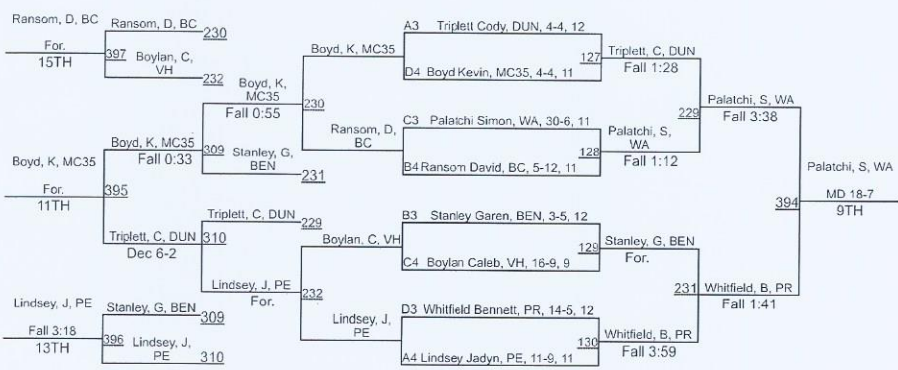 Ransom, D, BC
For.
15TH
Ransom, D, BC
230
397
Boylan, C,
VH
232
Boyd, K, MC35
For.
11TH
395
Boyd, K, MC35
Fall 0:33
309
Boyd, K,
MC35
Fall 0:55
Stanley, G,
BEN
231
230
Boyd, K, MC35
Ransom, D,
BC
A3 Triplett Cody, DUN, 4-4, 12
127
D4 Boyd Kevin, MC35, 4-4, 11
Triplett, C, DUN
Fall 1:28
C3 Palatchi Simon, WA, 30-6, 11
128
B4 Ransom David, BC, 5-12, 11
Palatchi, S,
WA
Fall 1:12
229
Palatchi, S, WA
Fall 3:38
394
Palatchi, S, WA
MD 18-7
9TH
Triplett, C, DUN
Dec 6-2
310
Triplett, C, DUN
229
Lindsey, J, PE
For.
232
Boylan, C, VH
Lindsey, J,
PE
B3 Stanley Garen, BEN, 3-5, 12
129
C4 Boylan Caleb, VH, 16-9, 9
Stanley, G, BEN
For.
D3 Whitfield Bennett, PR, 14-5, 12
130
A4 Lindsey Jadyn, PE, 11-9, 11
Whitfield, B, PR
Fall 3:59
231
Whitfield, B, PR
Fall 1:41
Lindsey, J, PE
Fall 3:18
13TH
Stanley, G, BEN
309
396
Lindsey, J,
PE
310